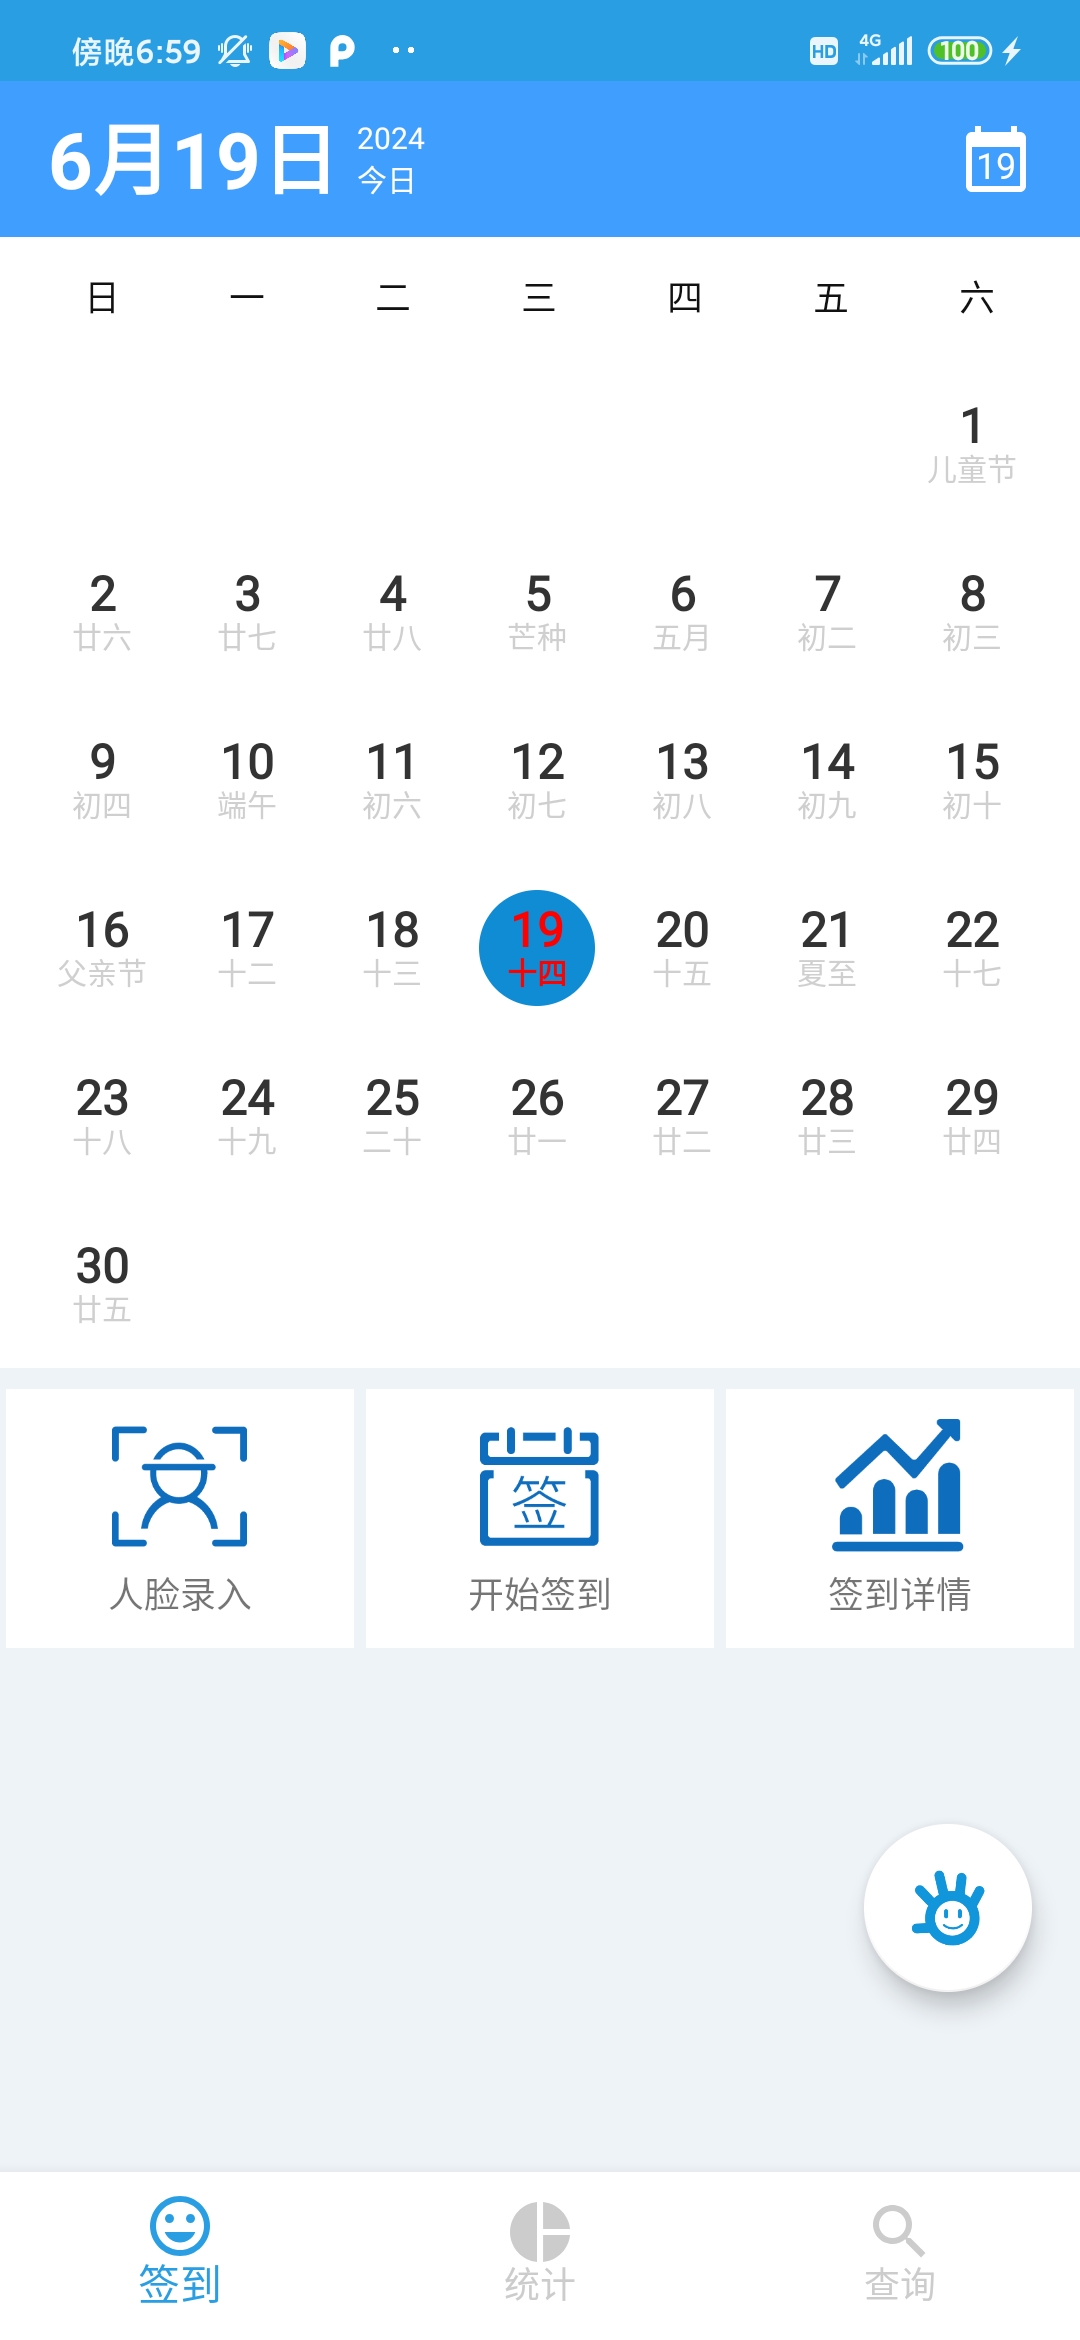 傍晚6:59 HD 4G 100
6月19日 2024
今日
19
日 一 二 三 四 五 六
1
儿童节
2 3 4 5 6 7 8
廿六 廿七 廿八 芒种 五月 初二 初三
9 10 11 12 13 14 15
初四 端午 初六 初七 初八 初九 初十
16 17 18 19 20 21 22
父亲节 十二 十三 十四 十五 夏至 十七
23 24 25 26 27 28 29
十八 十九 二十 廿一 廿二 廿三 廿四
30
廿五
签
人脸录入 开始签到 签到详情
签到 统计 查询